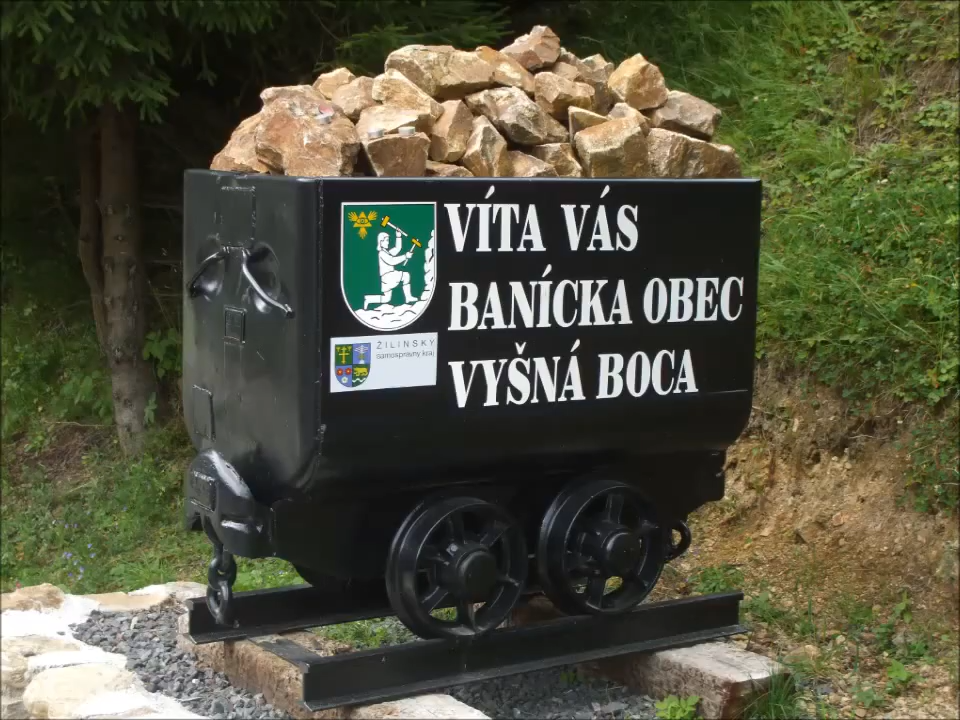 VÍTA VÁS
BANÍCKA OBEC
VYŠNÁ BOCA
ŽILINSKÝ
samosprávny kraj